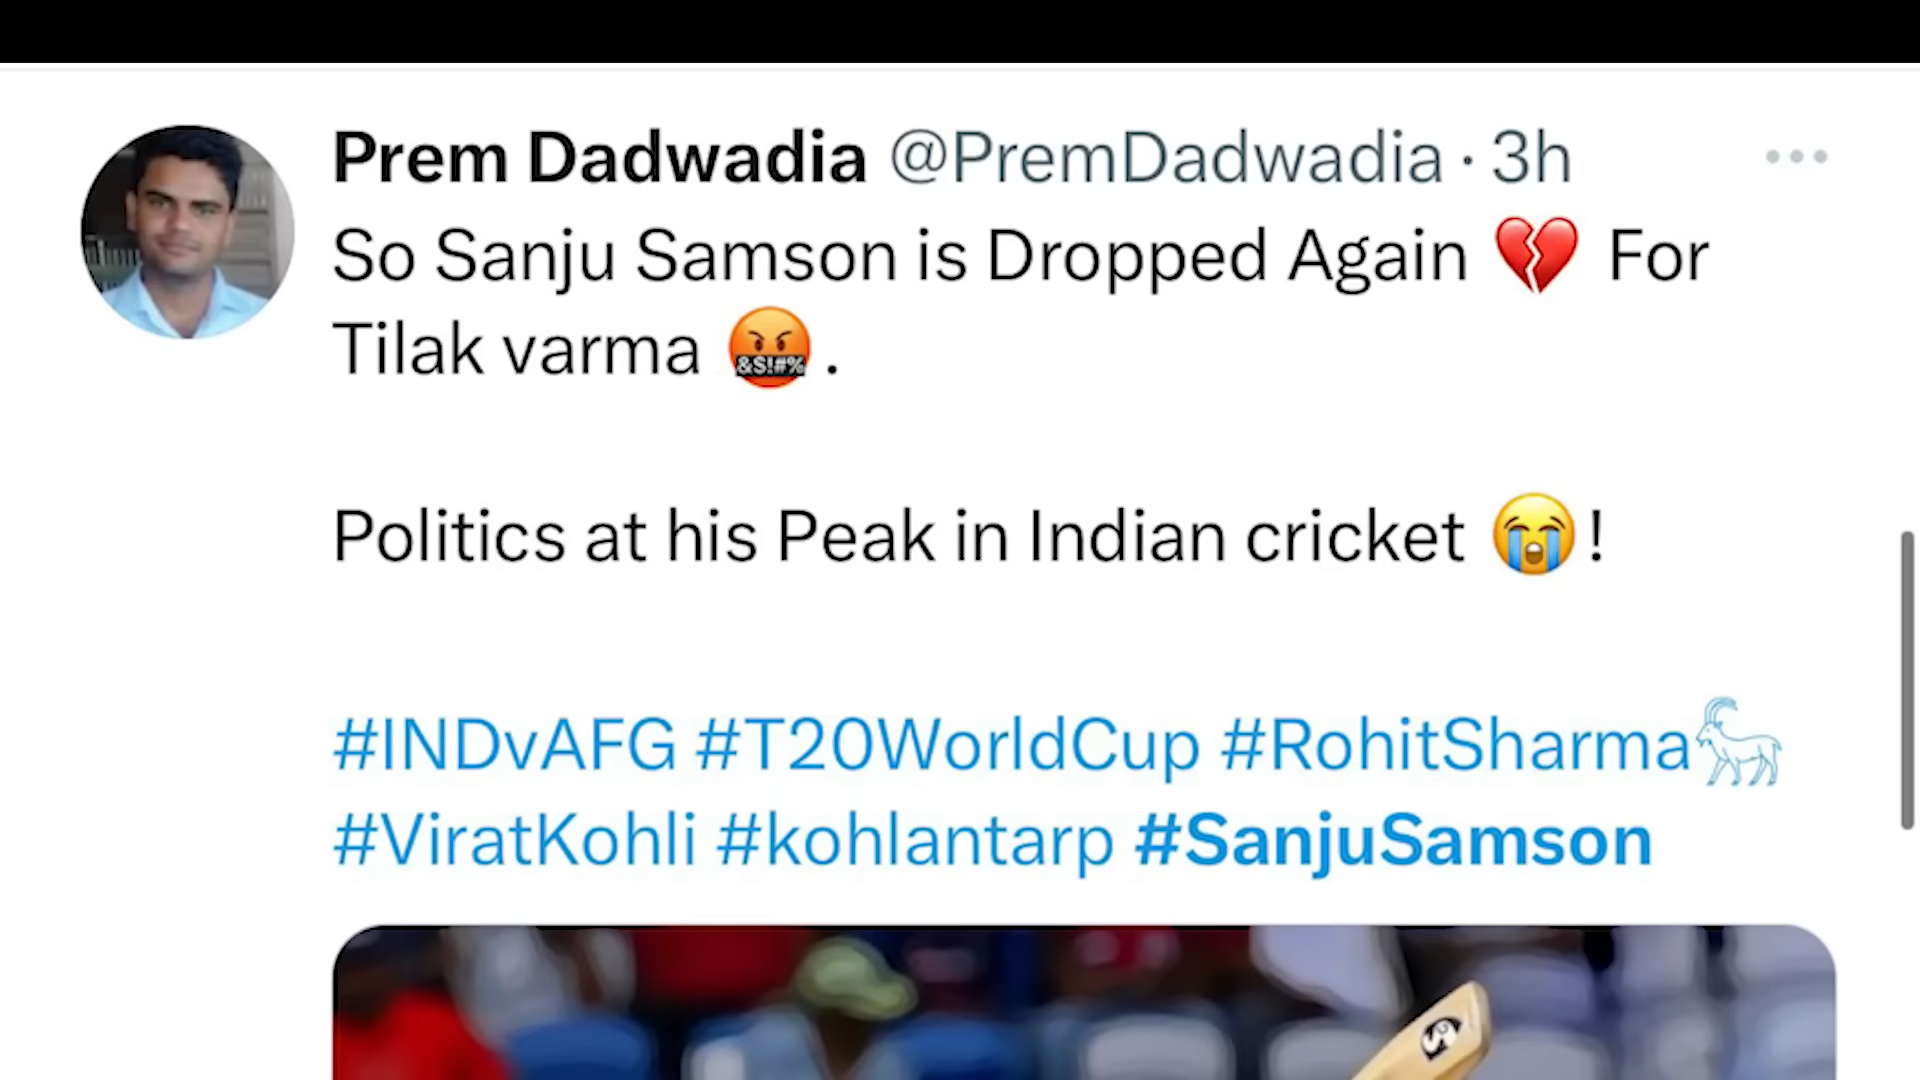 Prem Dadwadia @PremDadwadia · 3h
So Sanju Samson is Dropped Again 💔 For
Tilak varma 🤬 .
Politics at his Peak in Indian cricket 😭 !
#INDvAFG #T20WorldCup #RohitSharma
#ViratKohli #kohlantarp #SanjuSamson
SG